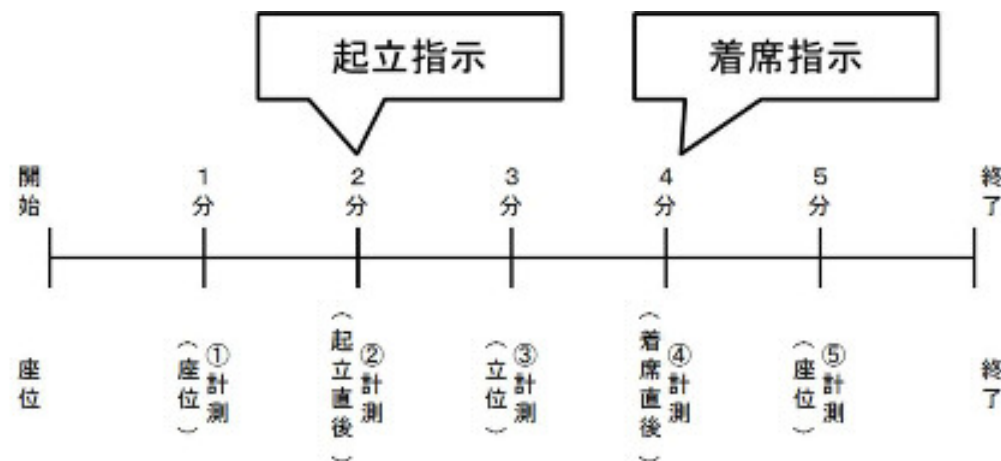 起立指示
着席指示
開始
1分
2分
3分
4分
5分
終了
座位
①計測
（座位）
②計測
（起立直後）
③計測
（立位）
④計測
（着席直後）
⑤計測
（座位）
終了